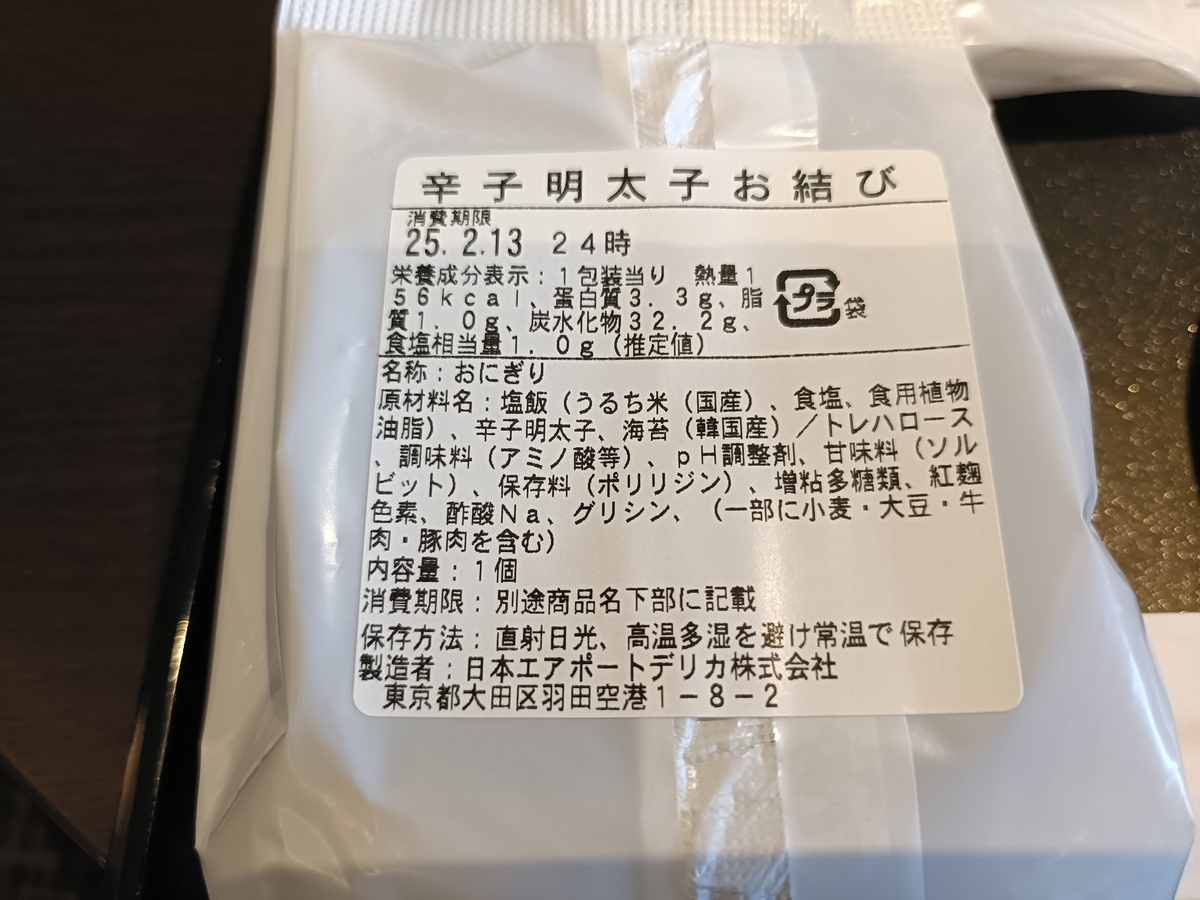 辛子明太子お結び
消費期限
25. 2.13 24時
栄養成分表示：１包装当り　熱量１
５６ｋｃａｌ、蛋白質３．３ｇ、脂
質１．０ｇ、炭水化物３２．２ｇ、
食塩相当量１．０ｇ（推定値）
プラ
袋
名称：おにぎり
原材料名：塩飯（うるち米（国産）、食塩、食用植物
油脂）、辛子明太子、海苔（韓国産）／トレハロース
、調味料（アミノ酸等）、ｐＨ調整剤、甘味料（ソル
ビット）、保存料（ポリリジン）、増粘多糖類、紅麹
色素、酢酸Ｎａ、グリシン、（一部に小麦・大豆・牛
肉・豚肉を含む）
内容量：１個
消費期限：別途商品名下部に記載
保存方法：直射日光、高温多湿を避け常温で保存
製造者：日本エアポートデリカ株式会社
東京都大田区羽田空港１－８－２